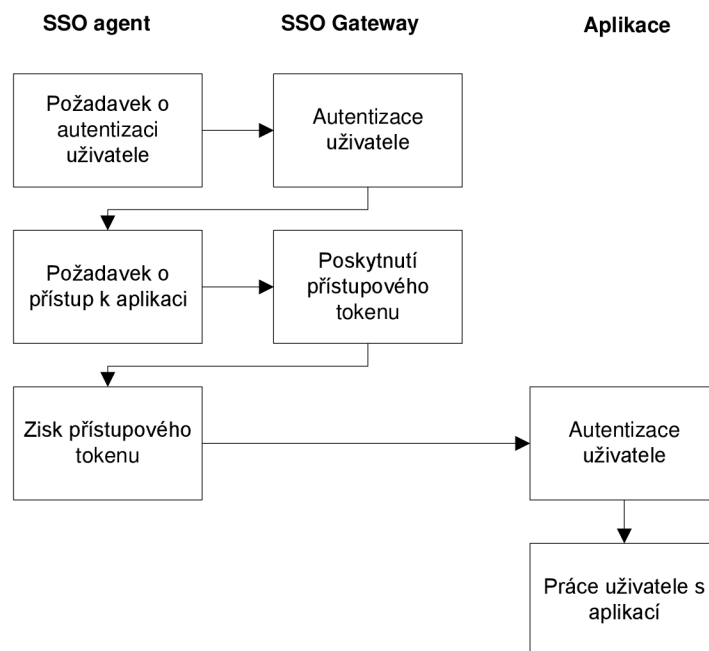 SSO agent
SSO Gateway
Aplikace
Požadavek o
autentizaci
uživatele
Autentizace
uživatele
Požadavek o
přístup k aplikaci
Poskytnutí
přístupového
tokenu
Zisk přístupového
tokenu
Autentizace
uživatele
Práce uživatele s
aplikací